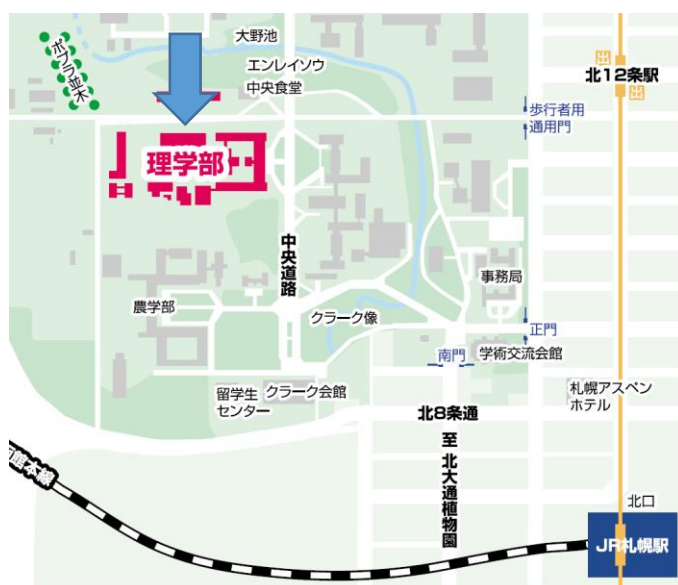 大野池
エンレイソウ
中央食堂
ポプラ並木
北12条駅
出
出
歩行者用
通用門
理学部
中央道路
事務局
農学部
クラーク像
正門
南門
学術交流会館
留学生
センター
クラーク会館
札幌アスペン
ホテル
北8条通
至 北大通植物園
北口
館本線
JR札幌駅